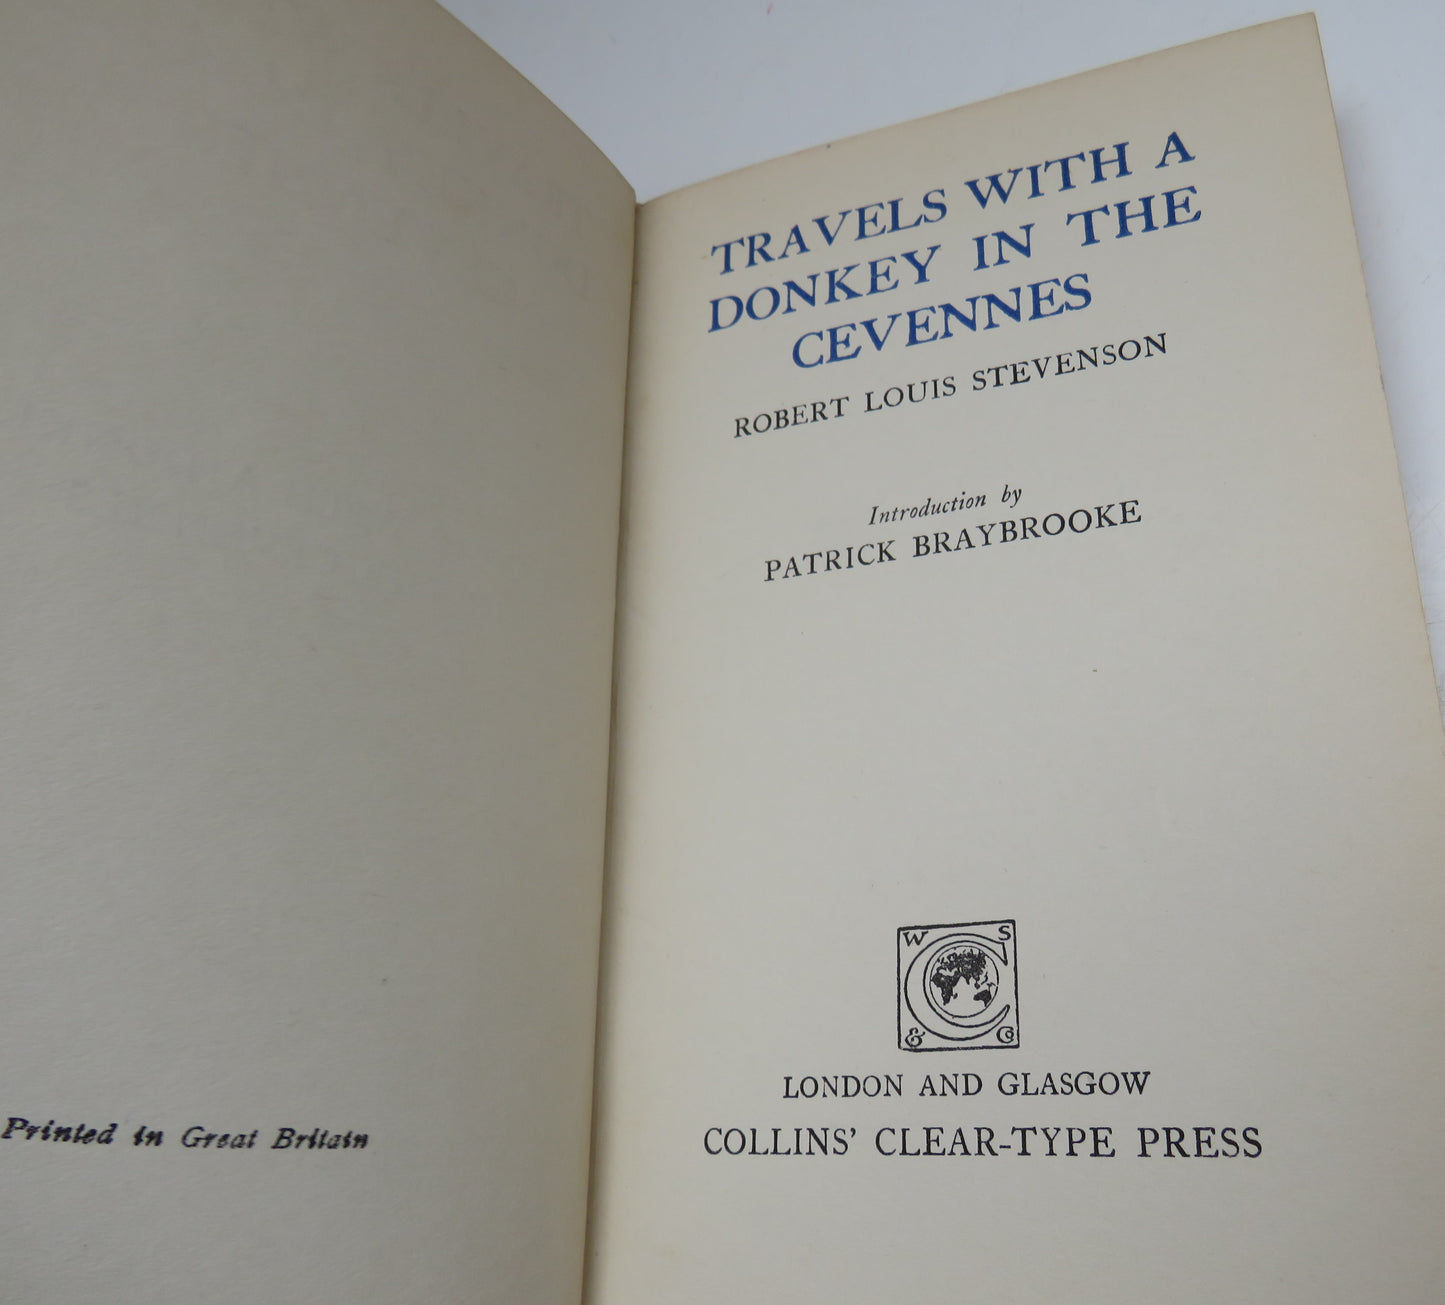 Printed in Great Britain
TRAVELS WITH A
DONKEY IN THE
CEVENNES
ROBERT LOUIS STEVENSON
Introduction by
PATRICK BRAYBROOKE
W S
C
& Co
LONDON AND GLASGOW
COLLINS' CLEAR-TYPE PRESS